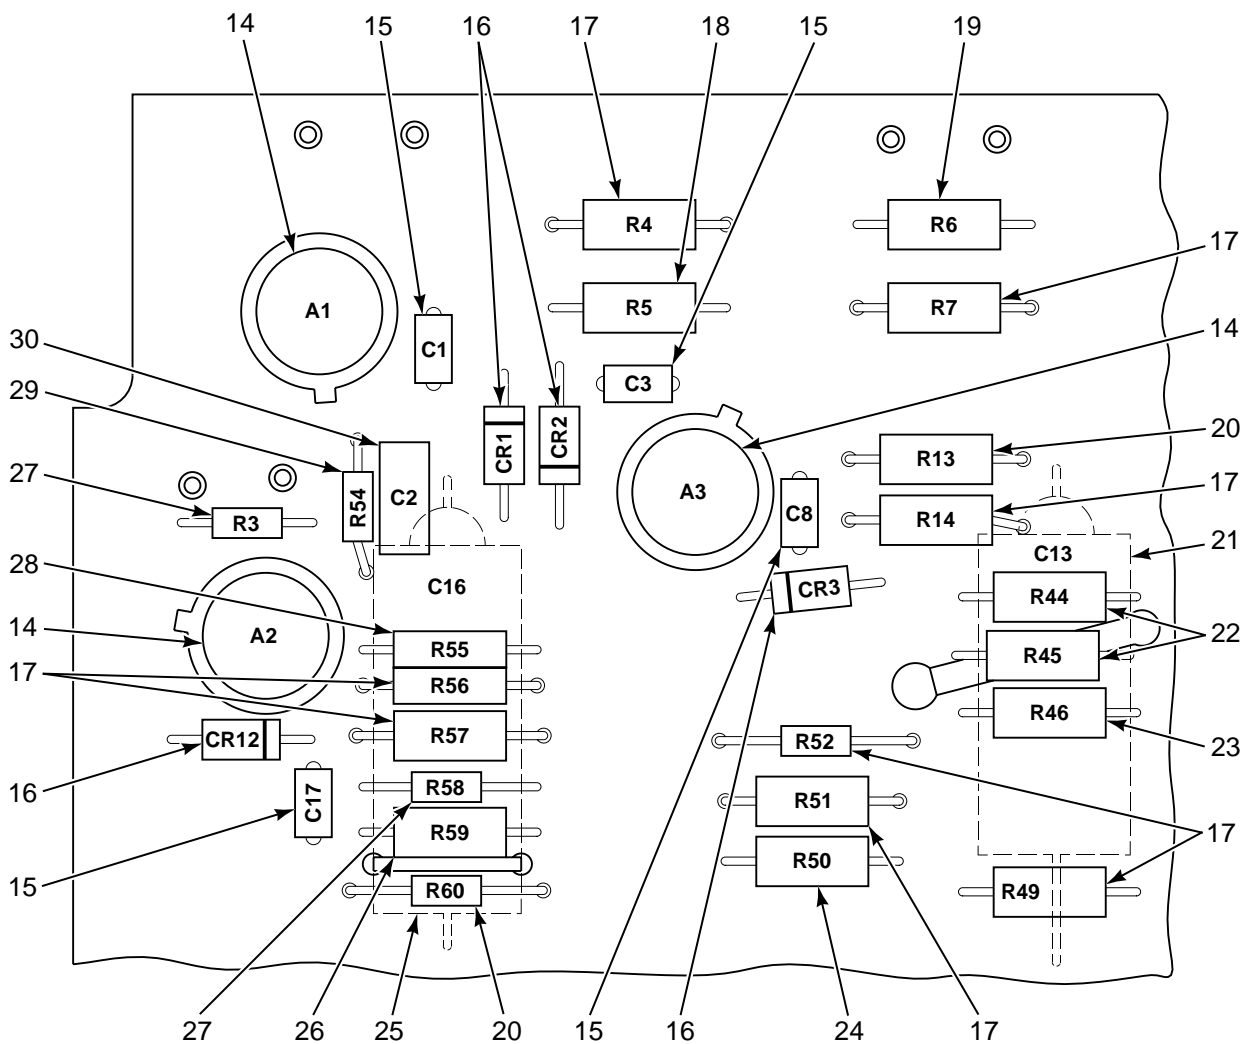 14 15 16 17 18 15 19
R4 R6
17
R5 R7
A1
14
C1
30
C3
29
CR1 CR2
20
R13
27
R54 C2 A3 17
C8 R14
R3
21
C13
28
C16 CR3 R44
14
A2 22
R55 R45
17
R56
R46
R57 R52
CR12 23
16 R58 R51
C17 17
R59 R50
15
R60 R49
27 26 25 20 15 16 24 17